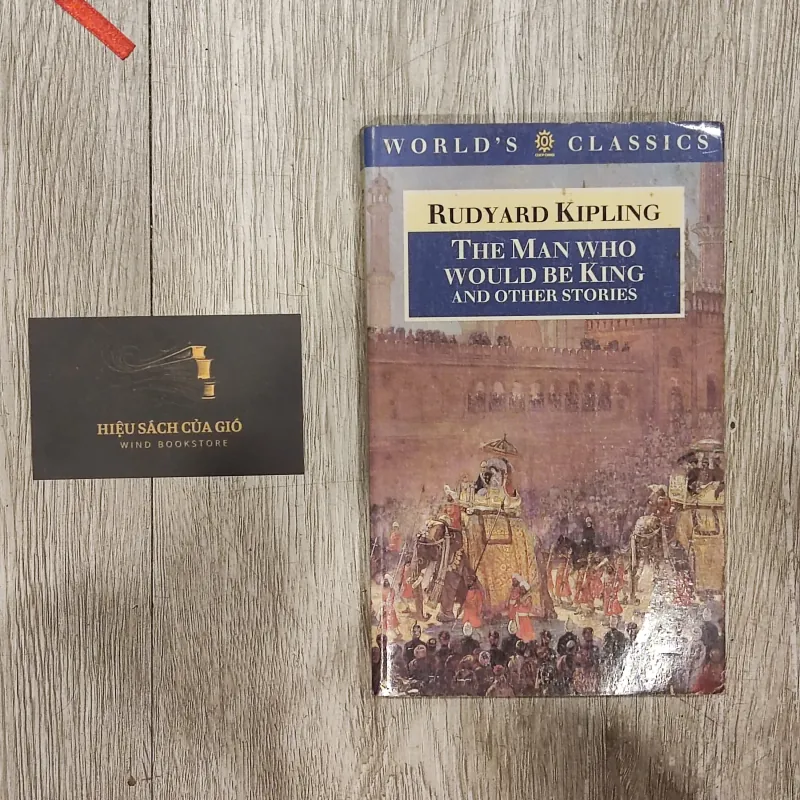 WORLD'S CLASSICS
RUDYARD KIPLING
THE MAN WHO
WOULD BE KING
AND OTHER STORIES
HIỆU SÁCH CỦA GIÓ
WIND BOOKSTORE